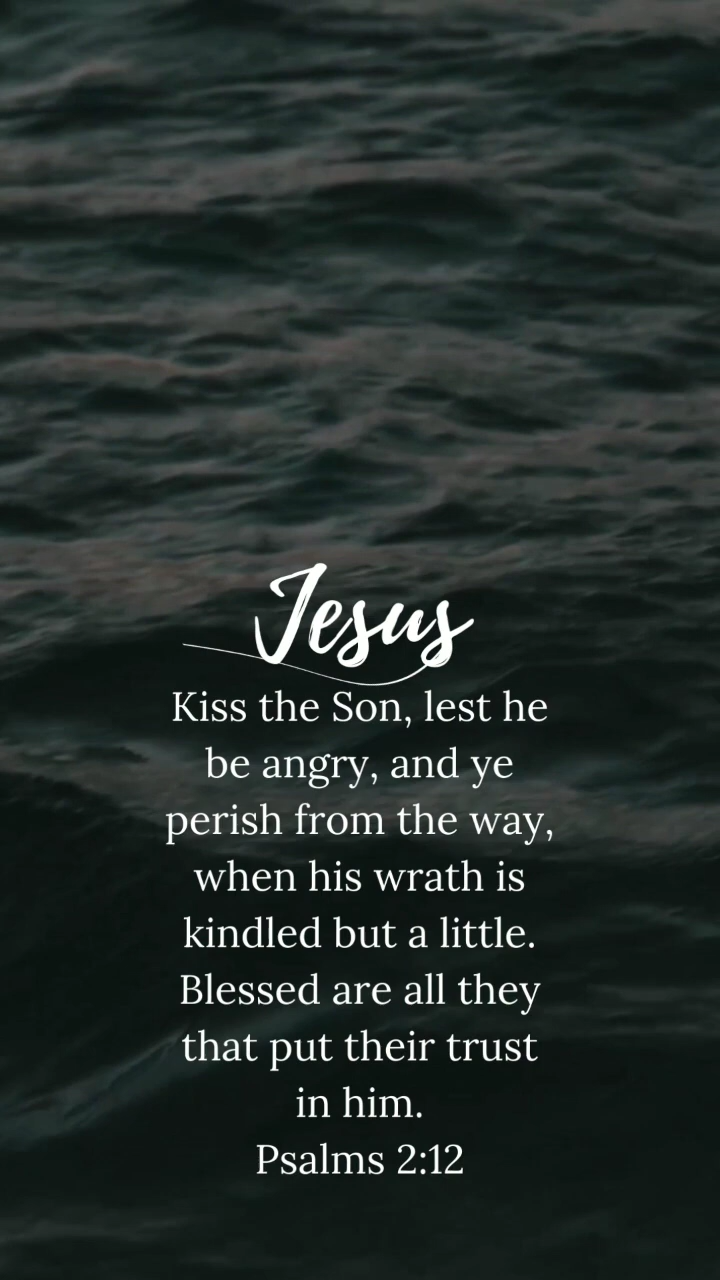 Jesus
Kiss the Son, lest he
be angry, and ye
perish from the way,
when his wrath is
kindled but a little.
Blessed are all they
that put their trust
in him.
Psalms 2:12